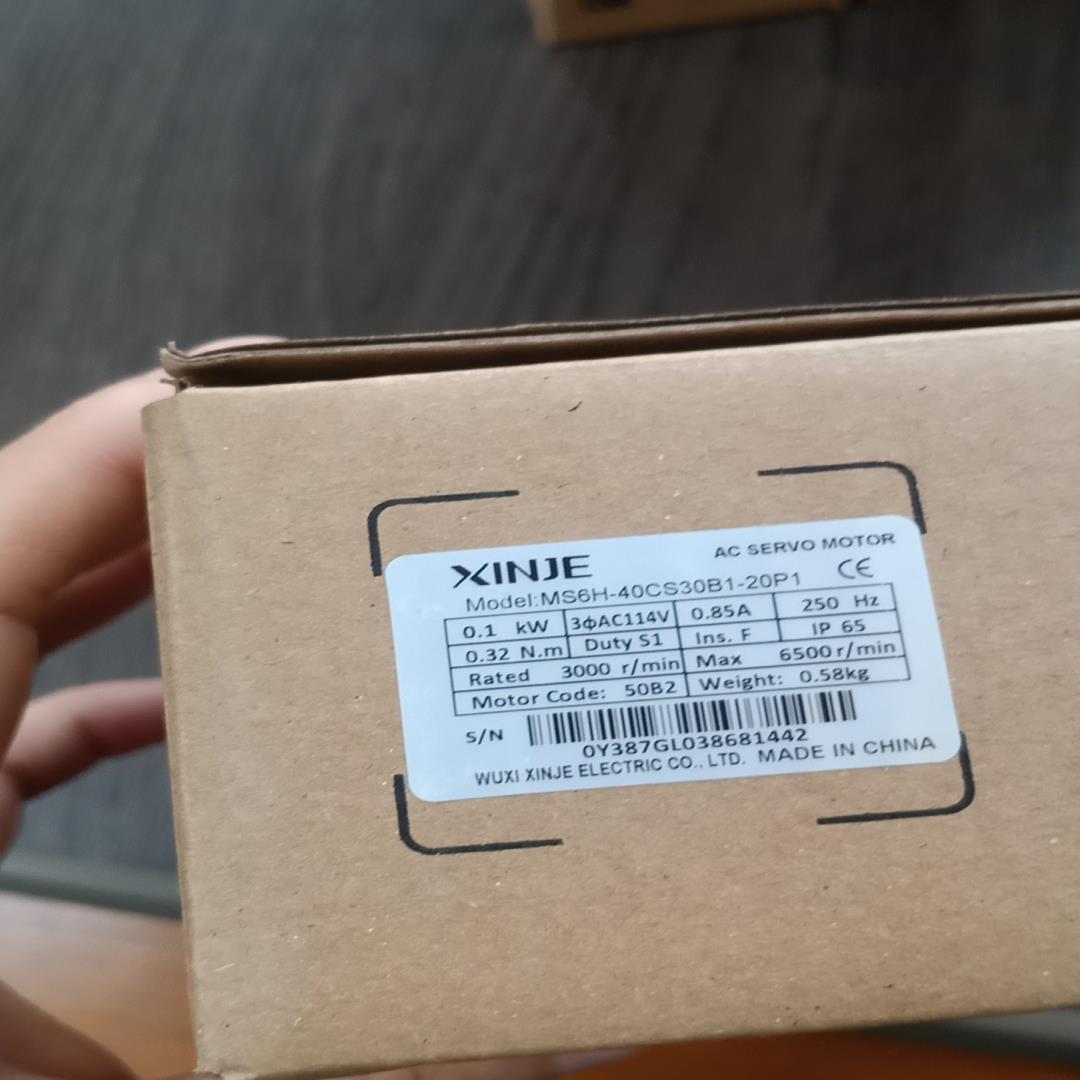 XINJE AC SERVO MOTOR
Model:MS6H-40CS30B1-20P1 CE
0.1 kW 3ϕAC114V 0.85A 250 Hz
0.32 N.m Duty S1 Ins. F IP 65
Rated 3000 r/min Max 6500 r/min
Motor Code: 50B2 Weight: 0.58kg
S/N
0Y387GL038681442
WUXI XINJE ELECTRIC CO., LTD. MADE IN CHINA